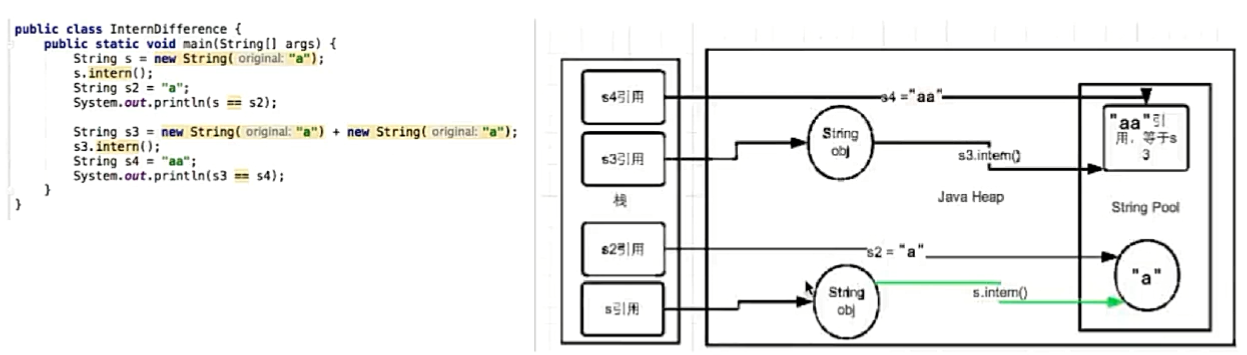 public class InternDifference {
public static void main(String[] args) {
String s = new String( original: "a");
s.intern();
String s2 = "a";
System.out.println(s == s2);
String s3 = new String( original: "a") + new String( original: "a");
s3.intern();
String s4 = "aa";
System.out.println(s3 == s4);
}
}
s4引用
s4 ="aa"
"aa"引
用，等于s
3
s3引用
String
obj
s3.intern()
栈
Java Heap
String Pool
s2引用
s2 = "a"
"a"
s引用
String
obj
s.intern()